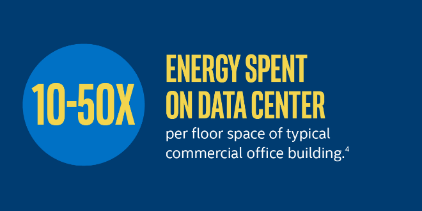 10-50X
ENERGY SPENT
ON DATA CENTER
per floor space of typical
commercial office building.⁴